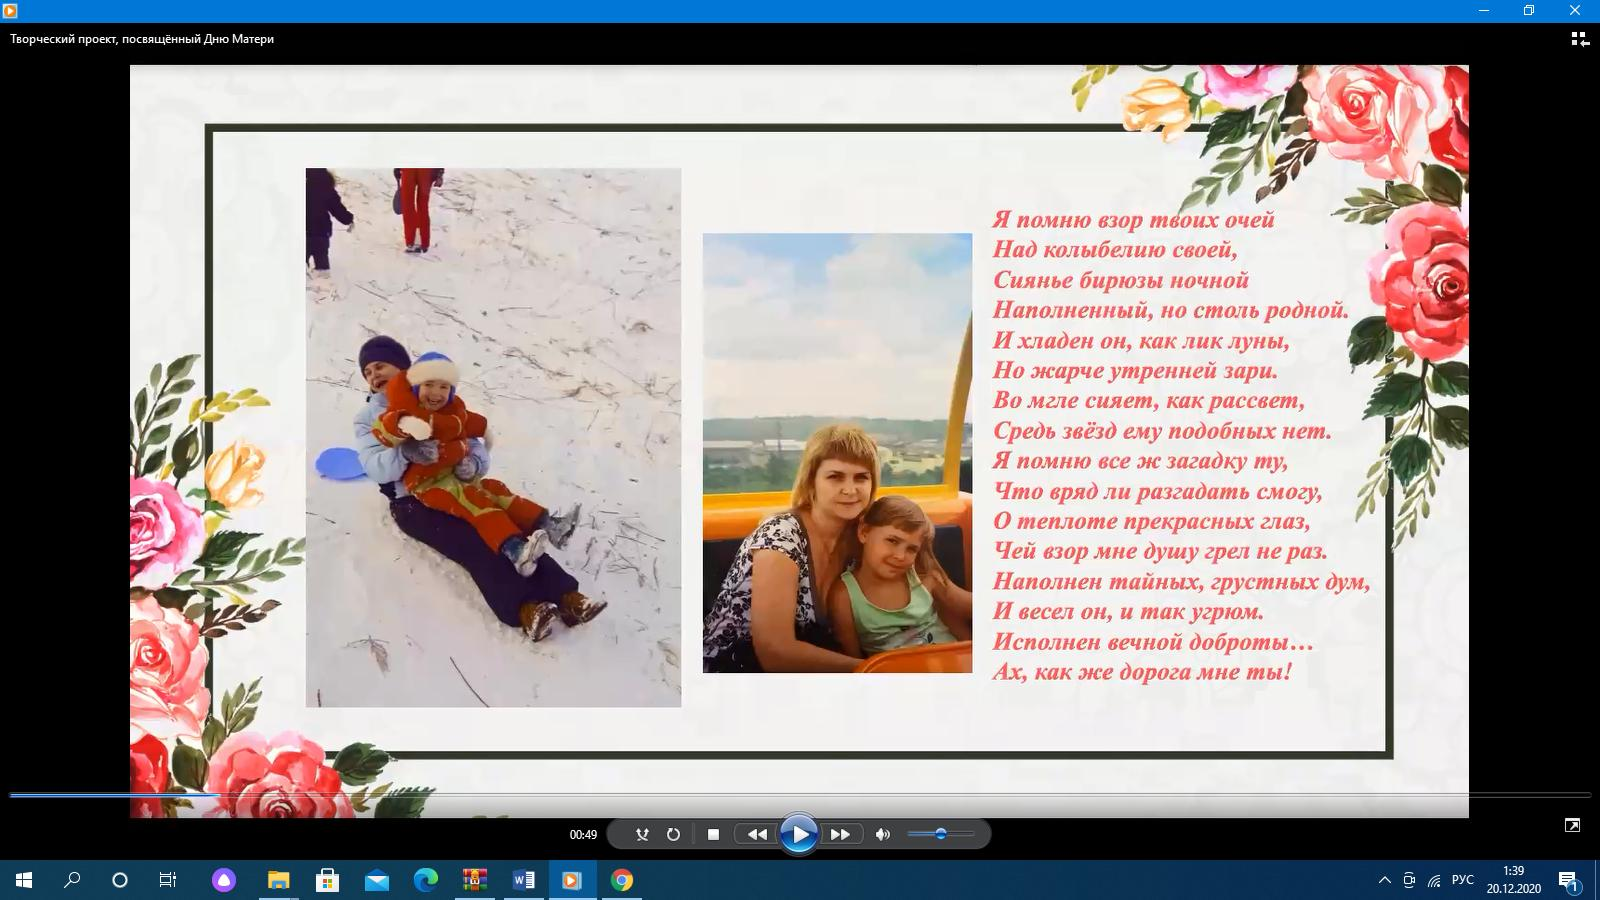 Творческий проект, посвящённый Дню Матери
Я помню взор твоих очей
Над колыбелию своей,
Сиянье бирюзы ночной
Наполненный, но столь родной.
И хладен он, как лик луны,
Но жарче утренней зари.
Во мгле сияет, как рассвет,
Средь звёзд ему подобных нет.
Я помню все ж загадку ту,
Что вряд ли разгадать смогу,
О теплоте прекрасных глаз,
Чей взор мне душу грел не раз.
Наполнен тайных, грустных дум,
И весел он, и так угрюм.
Исполнен вечной доброты…
Ах, как же дорога мне ты!
00:49
РУС
1:39
20.12.2020
1